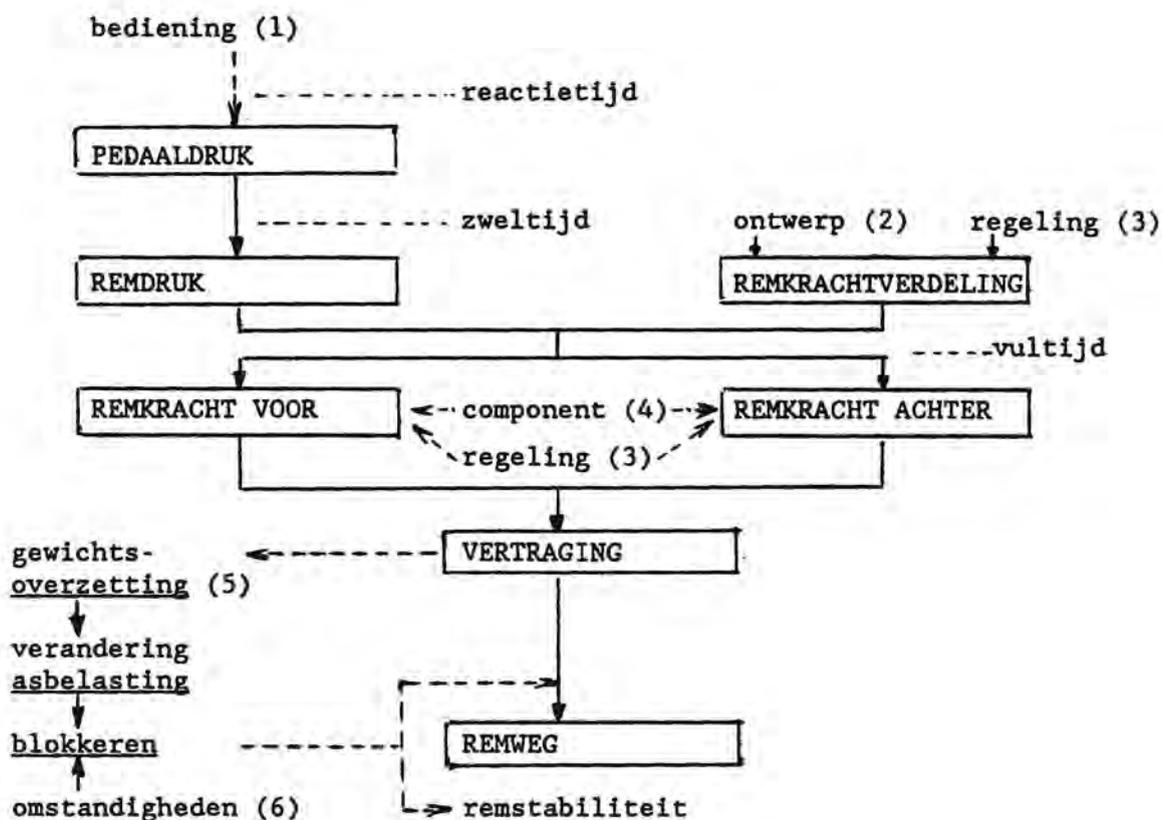 bediening (1)
reactietijd
PEDAALDRUK
zweltijd
ontwerp (2) regeling (3)
REMDRUK
REMKRACHTVERDELING
vultijd
REMKRACHT VOOR
component (4)
REMKRACHT ACHTER
regeling (3)
VERTRAGING
gewichts-
overzetting (5)
verandering
asbelasting
blokkeren
REMWEG
omstandigheden (6)
remstabiliteit